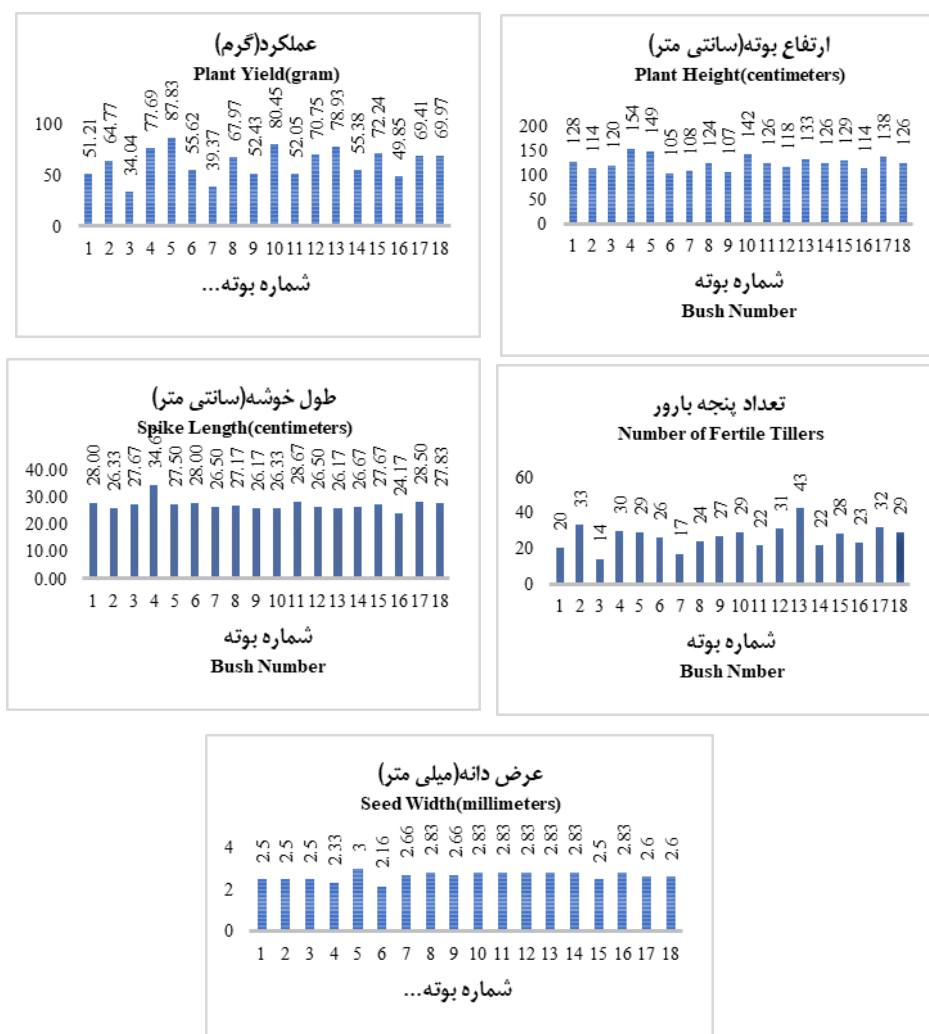 عملکرد(گرم)
Plant Yield(gram)
51.21 64.77 34.04 77.69 87.83 55.62 39.37 67.97 52.43 80.45 52.05 70.75 78.93 55.38 72.24 49.85 69.41 69.97
100
50
0
1 2 3 4 5 6 7 8 9 10 11 12 13 14 15 16 17 18
شماره بوته...
ارتفاع بوته(سانتی متر)
Plant Height(centimeters)
128 114 120 154 149 105 108 124 107 142 126 118 133 126 129 114 138 126
200
150
100
50
0
1 2 3 4 5 6 7 8 9 10 11 12 13 14 15 16 17 18
شماره بوته
Bush Number
طول خوشه(سانتی متر)
Spike Length(centimeters)
28.00 26.33 27.67 34.67 27.50 28.00 26.50 27.17 26.17 26.33 28.67 26.50 26.17 26.67 27.67 24.17 28.50 27.83
40.00
30.00
20.00
10.00
0.00
1 2 3 4 5 6 7 8 9 10 11 12 13 14 15 16 17 18
شماره بوته
Bush Number
تعداد پنجه بارور
Number of Fertile Tillers
20 33 14 30 29 26 17 24 27 29 22 31 43 22 28 23 32 29
60
40
20
0
1 2 3 4 5 6 7 8 9 10 11 12 13 14 15 16 17 18
شماره بوته
Bush Nmber
عرض دانه(میلی متر)
Seed Width(millimeters)
2.5 2.5 2.5 2.33 3 2.16 2.66 2.83 2.66 2.83 2.83 2.83 2.83 2.83 2.5 2.83 2.6 2.6
4
2
0
1 2 3 4 5 6 7 8 9 10 11 12 13 14 15 16 17 18
شماره بوته...